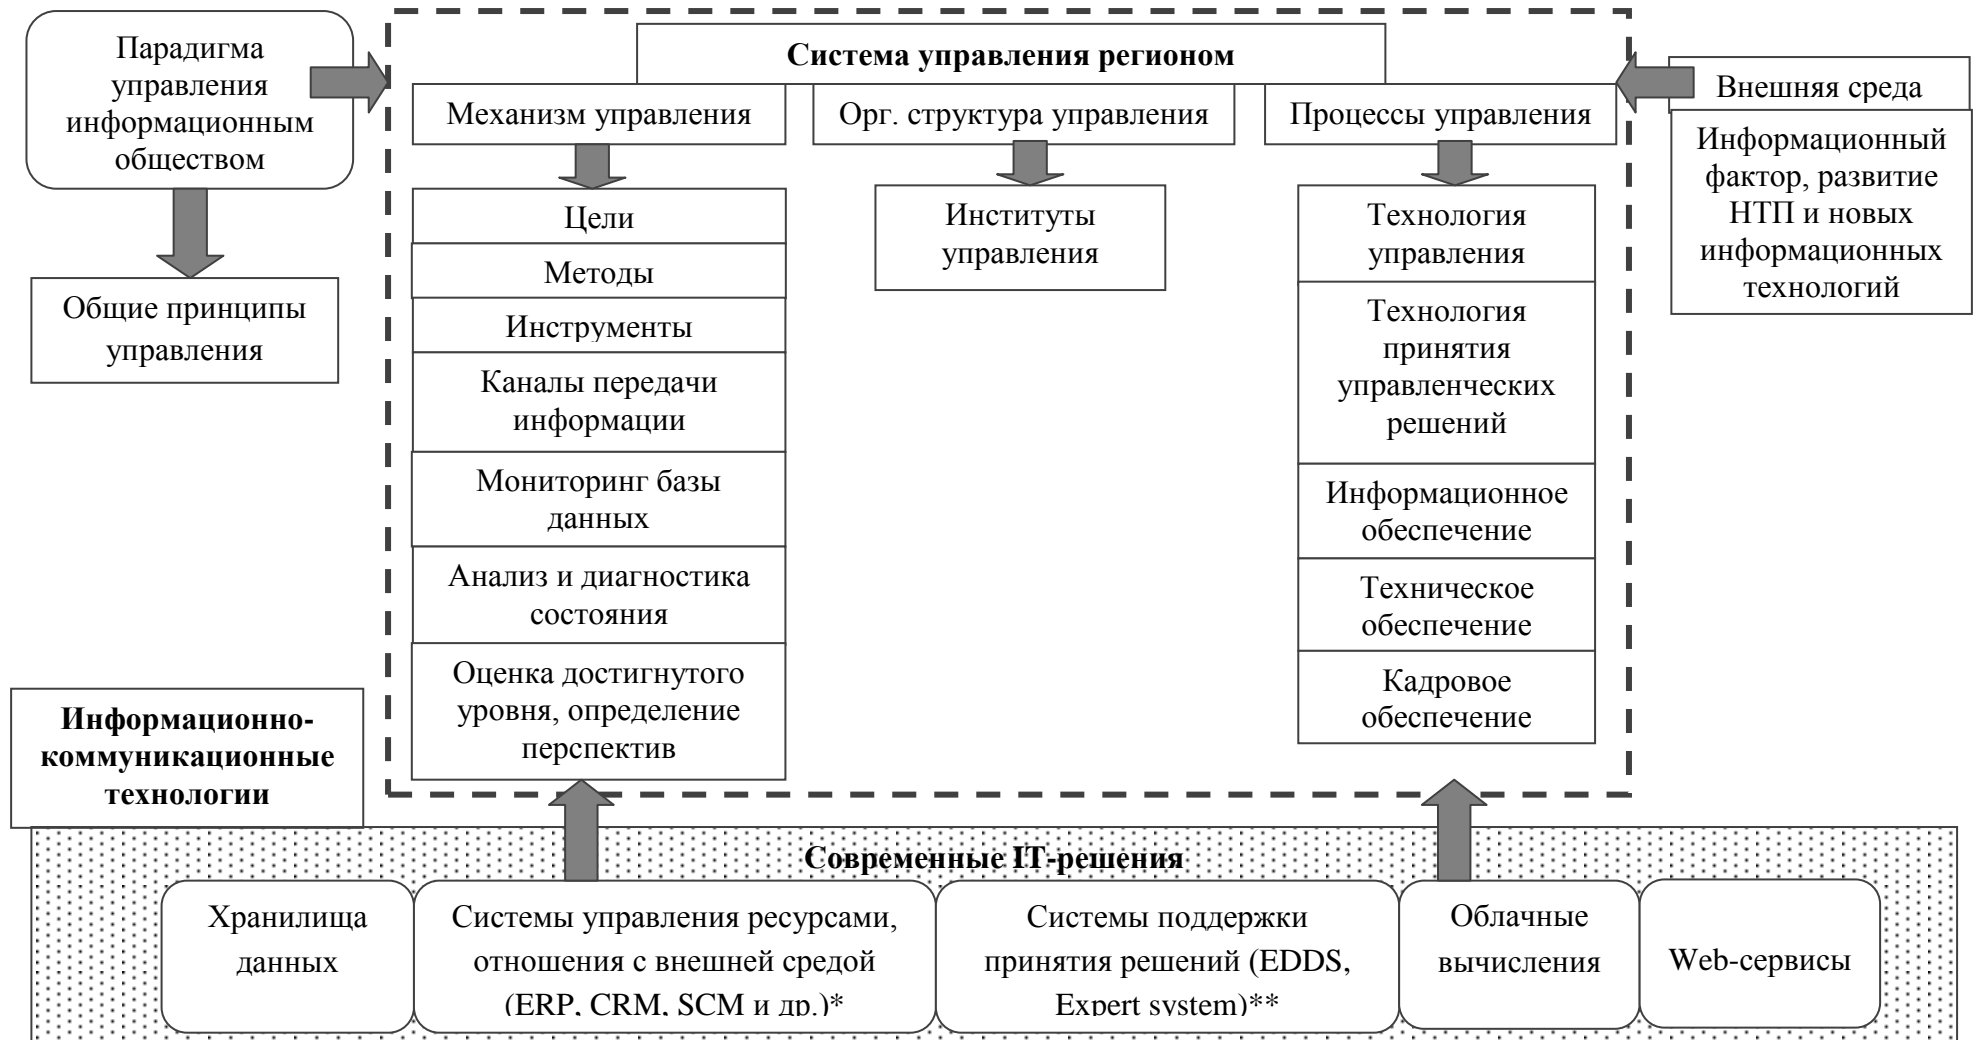 Парадигма
управления
информационным
обществом
Общие принципы
управления
Система управления регионом
Механизм управления
Орг. структура управления
Процессы управления
Цели
Методы
Инструменты
Каналы передачи
информации
Мониторинг базы
данных
Анализ и диагностика
состояния
Оценка достигнутого
уровня, определение
перспектив
Институты
управления
Технология
управления
Технология
принятия
управленческих
решений
Информационное
обеспечение
Техническое
обеспечение
Кадровое
обеспечение
Внешняя среда
Информационный
фактор, развитие
НТП и новых
информационных
технологий
Информационно-
коммуникационные
технологии
Современные IT-решения
Хранилища
данных
Системы управления ресурсами,
отношения с внешней средой
(ERP, CRM, SCM и др.)*
Системы поддержки
принятия решений (EDDS,
Expert system)**
Облачные
вычисления
Web-сервисы